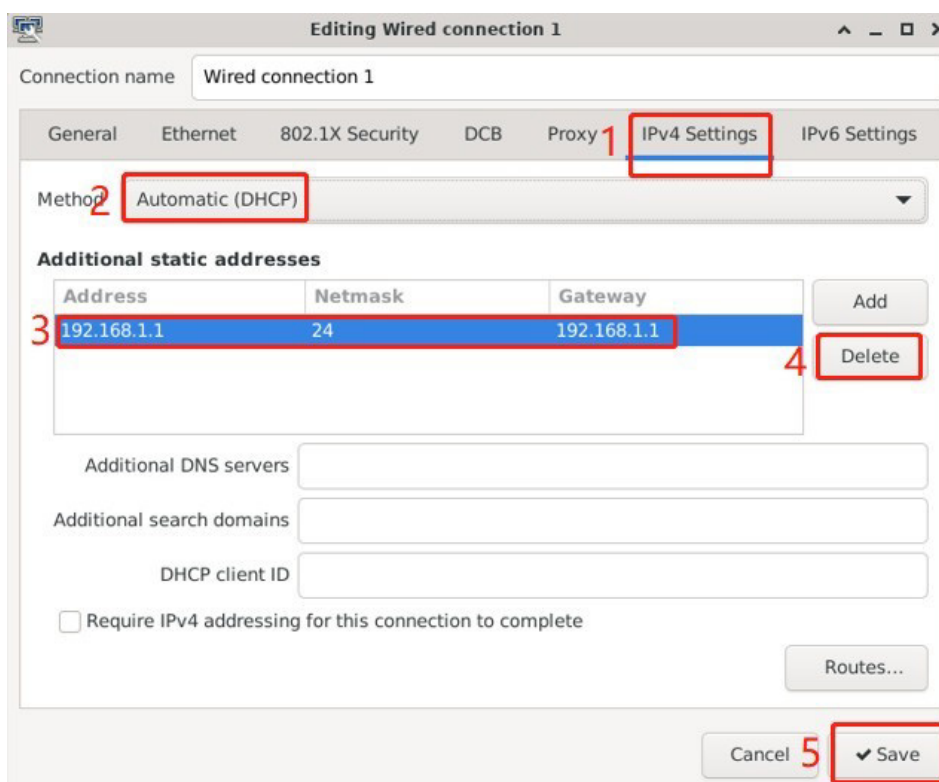 Editing Wired connection 1
Connection name Wired connection 1
General Ethernet 802.1X Security DCB Proxy 1 IPv4 Settings IPv6 Settings
Method 2 Automatic (DHCP)
Additional static addresses
Address Netmask Gateway Add
3 192.168.1.1 24 192.168.1.1
4 Delete
Additional DNS servers
Additional search domains
DHCP client ID
Require IPv4 addressing for this connection to complete
Routes...
Cancel 5 Save